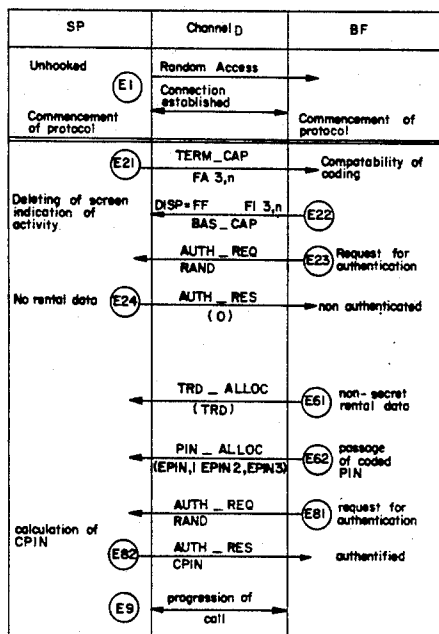 SP
Channel D
BF
Unhooked
Random Access
E1
Connection
established
Commencement
of protocol
Commencement of
protocol
E21
TERM_CAP
FA 3,n
Compatability of
coding
Deleting of screen
indication of
activity.
DISP=FF FI 3,n
BAS_CAP
E22
AUTH_REQ
RAND
E23
Request for
authentication
No rental data
E24
AUTH_RES
(O)
non authenticated
TRD_ALLOC
(TRD)
E61
non-secret
rental data
PIN_ALLOC
(EPIN,1 EPIN2,EPIN3)
E62
passage
of coded
PIN
AUTH_REQ
RAND
E81
request for
authentication
calculation of
CPIN
E82
AUTH_RES
CPIN
authentified
E9
progression of
call